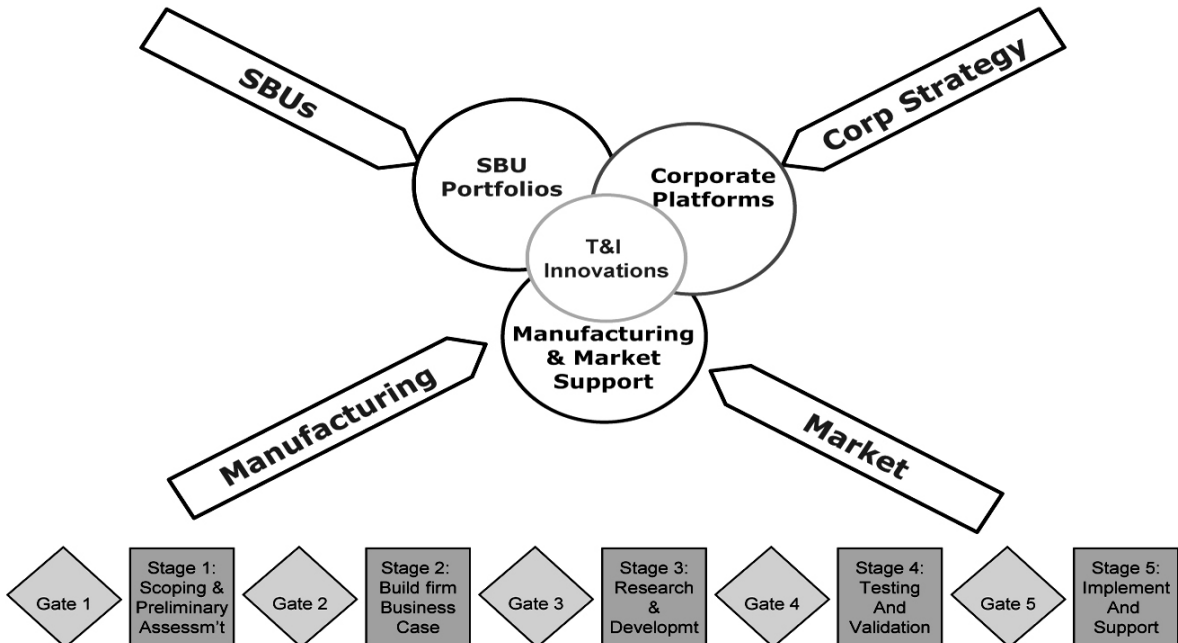 SBUs
Corp Strategy
SBU
Portfolios
Corporate
Platforms
T&I
Innovations
Manufacturing
& Market
Support
Manufacturing
Market
Gate 1
Stage 1:
Scoping &
Preliminary
Assessm't
Gate 2
Stage 2:
Build firm
Business
Case
Gate 3
Stage 3:
Research
&
Developmt
Gate 4
Stage 4:
Testing
And
Validation
Gate 5
Stage 5:
Implement
And
Support